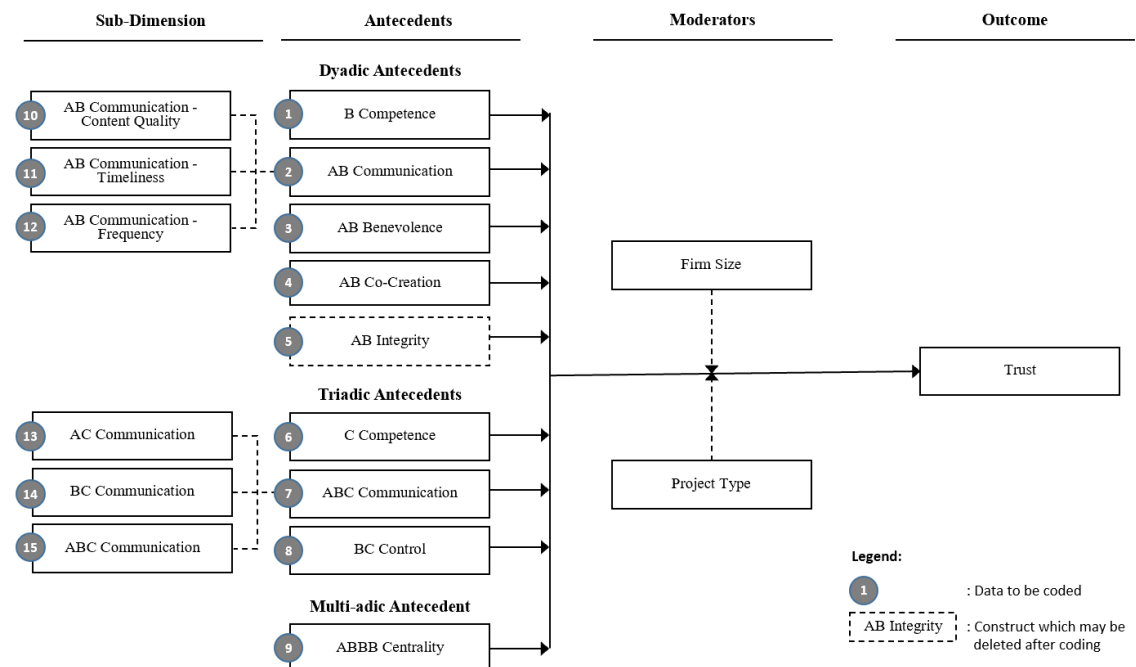 Sub-Dimension
Antecedents
Moderators
Outcome
Dyadic Antecedents
10
AB Communication -
Content Quality
11
AB Communication -
Timeliness
12
AB Communication -
Frequency
1
B Competence
2
AB Communication
3
AB Benevolence
4
AB Co-Creation
5
AB Integrity
Triadic Antecedents
13
AC Communication
14
BC Communication
15
ABC Communication
6
C Competence
7
ABC Communication
8
BC Control
Multi-adic Antecedent
9
ABBB Centrality
Firm Size
Project Type
Trust
Legend:
1
: Data to be coded
AB Integrity
: Construct which may be
deleted after coding